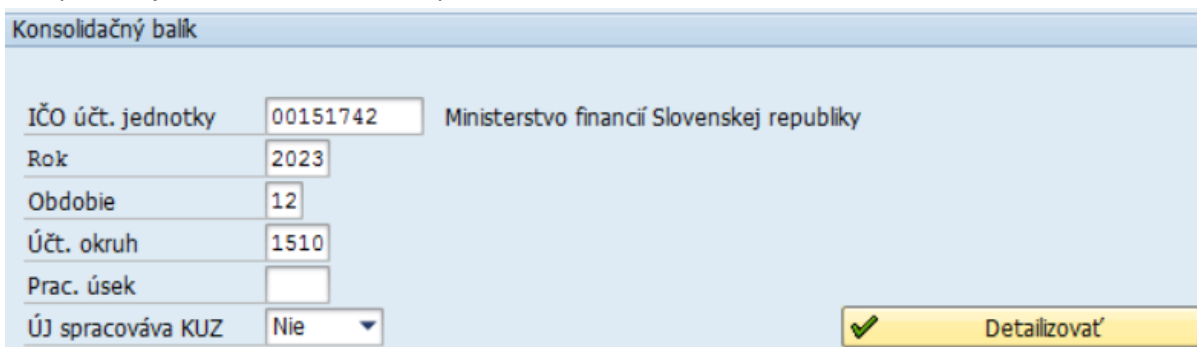 Konsolidačný balík
IČO účt. jednotky 00151742 Ministerstvo financií Slovenskej republiky
Rok 2023
Obdobie 12
Účt. okruh 1510
Prac. úsek
ÚJ spracováva KUZ Nie Detailizovať